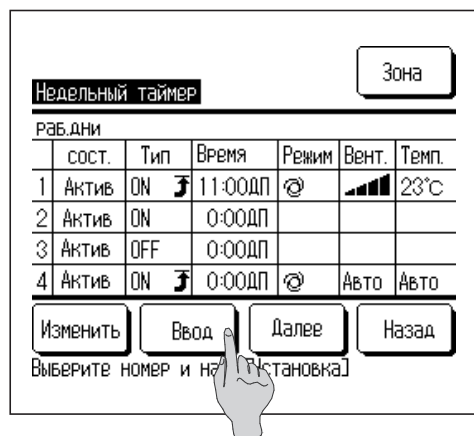 Зона
Недельный таймер
раб.дни
сост. Тип Время Режим Вент. Темп.
1 Актив ON 11:00ДП 23°C
2 Актив ON 0:00ДП
3 Актив OFF 0:00ДП
4 Актив ON 0:00ДП Авто Авто
Изменить Ввод Далее Назад
Выберите номер и становка]